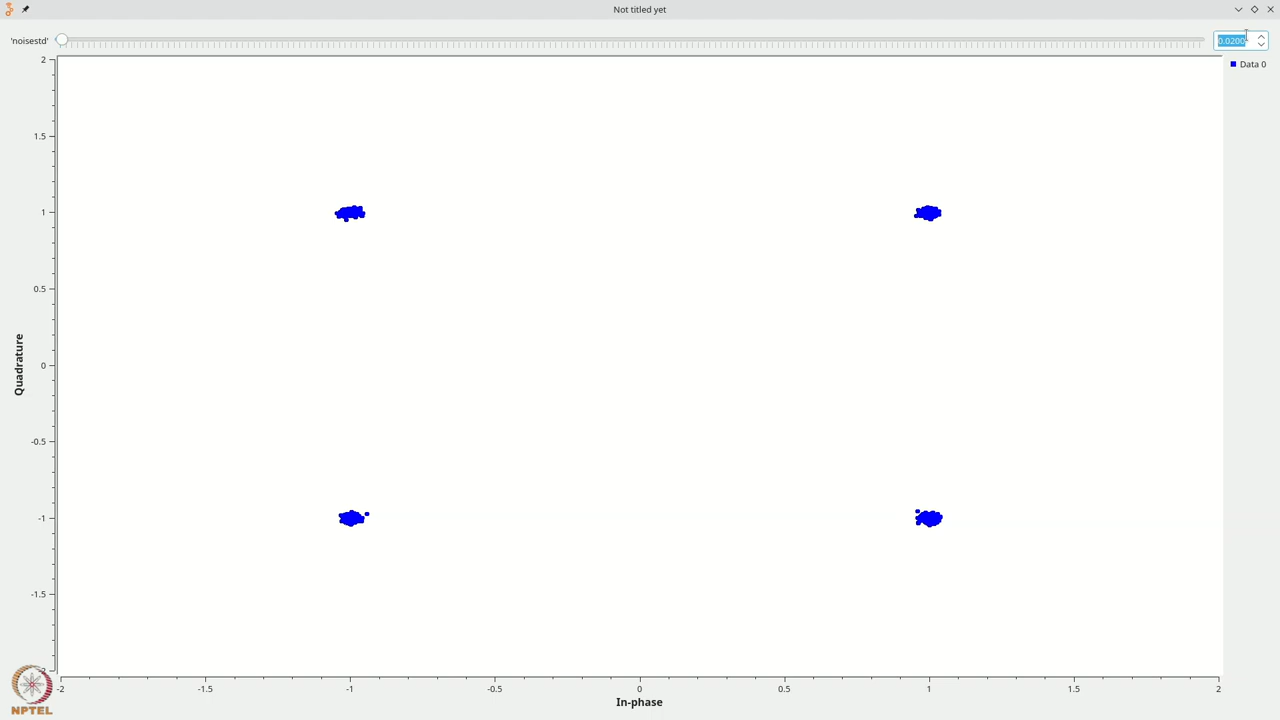 Not titled yet
'noisestd'
0.0200
Data 0
2
1.5
1
0.5
0
-0.5
-1
-1.5
-2 -1.5 -1 -0.5 0 0.5 1 1.5 2
Quadrature
In-phase
NPTEL